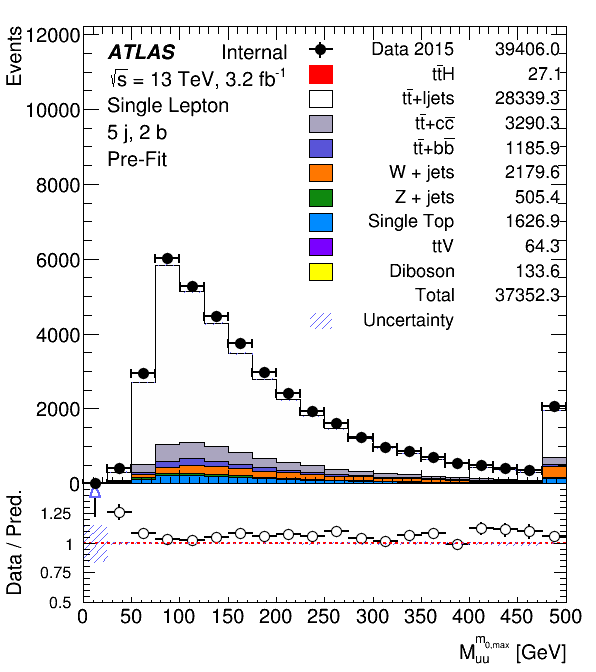 Events
12000
10000
8000
6000
4000
2000
0
ATLAS Internal
√s = 13 TeV, 3.2 fb⁻¹
Single Lepton
5 j, 2 b
Pre-Fit
Data 2015 39406.0
tt̄H 27.1
tt̄+ljets 28339.3
tt̄+cc̄ 3290.3
tt̄+bb̄ 1185.9
W + jets 2179.6
Z + jets 505.4
Single Top 1626.9
ttV 64.3
Diboson 133.6
Total 37352.3
Uncertainty
Data / Pred.
1.25
1
0.75
0.5
0 50 100 150 200 250 300 350 400 450 500
M_uu^m₀,max [GeV]